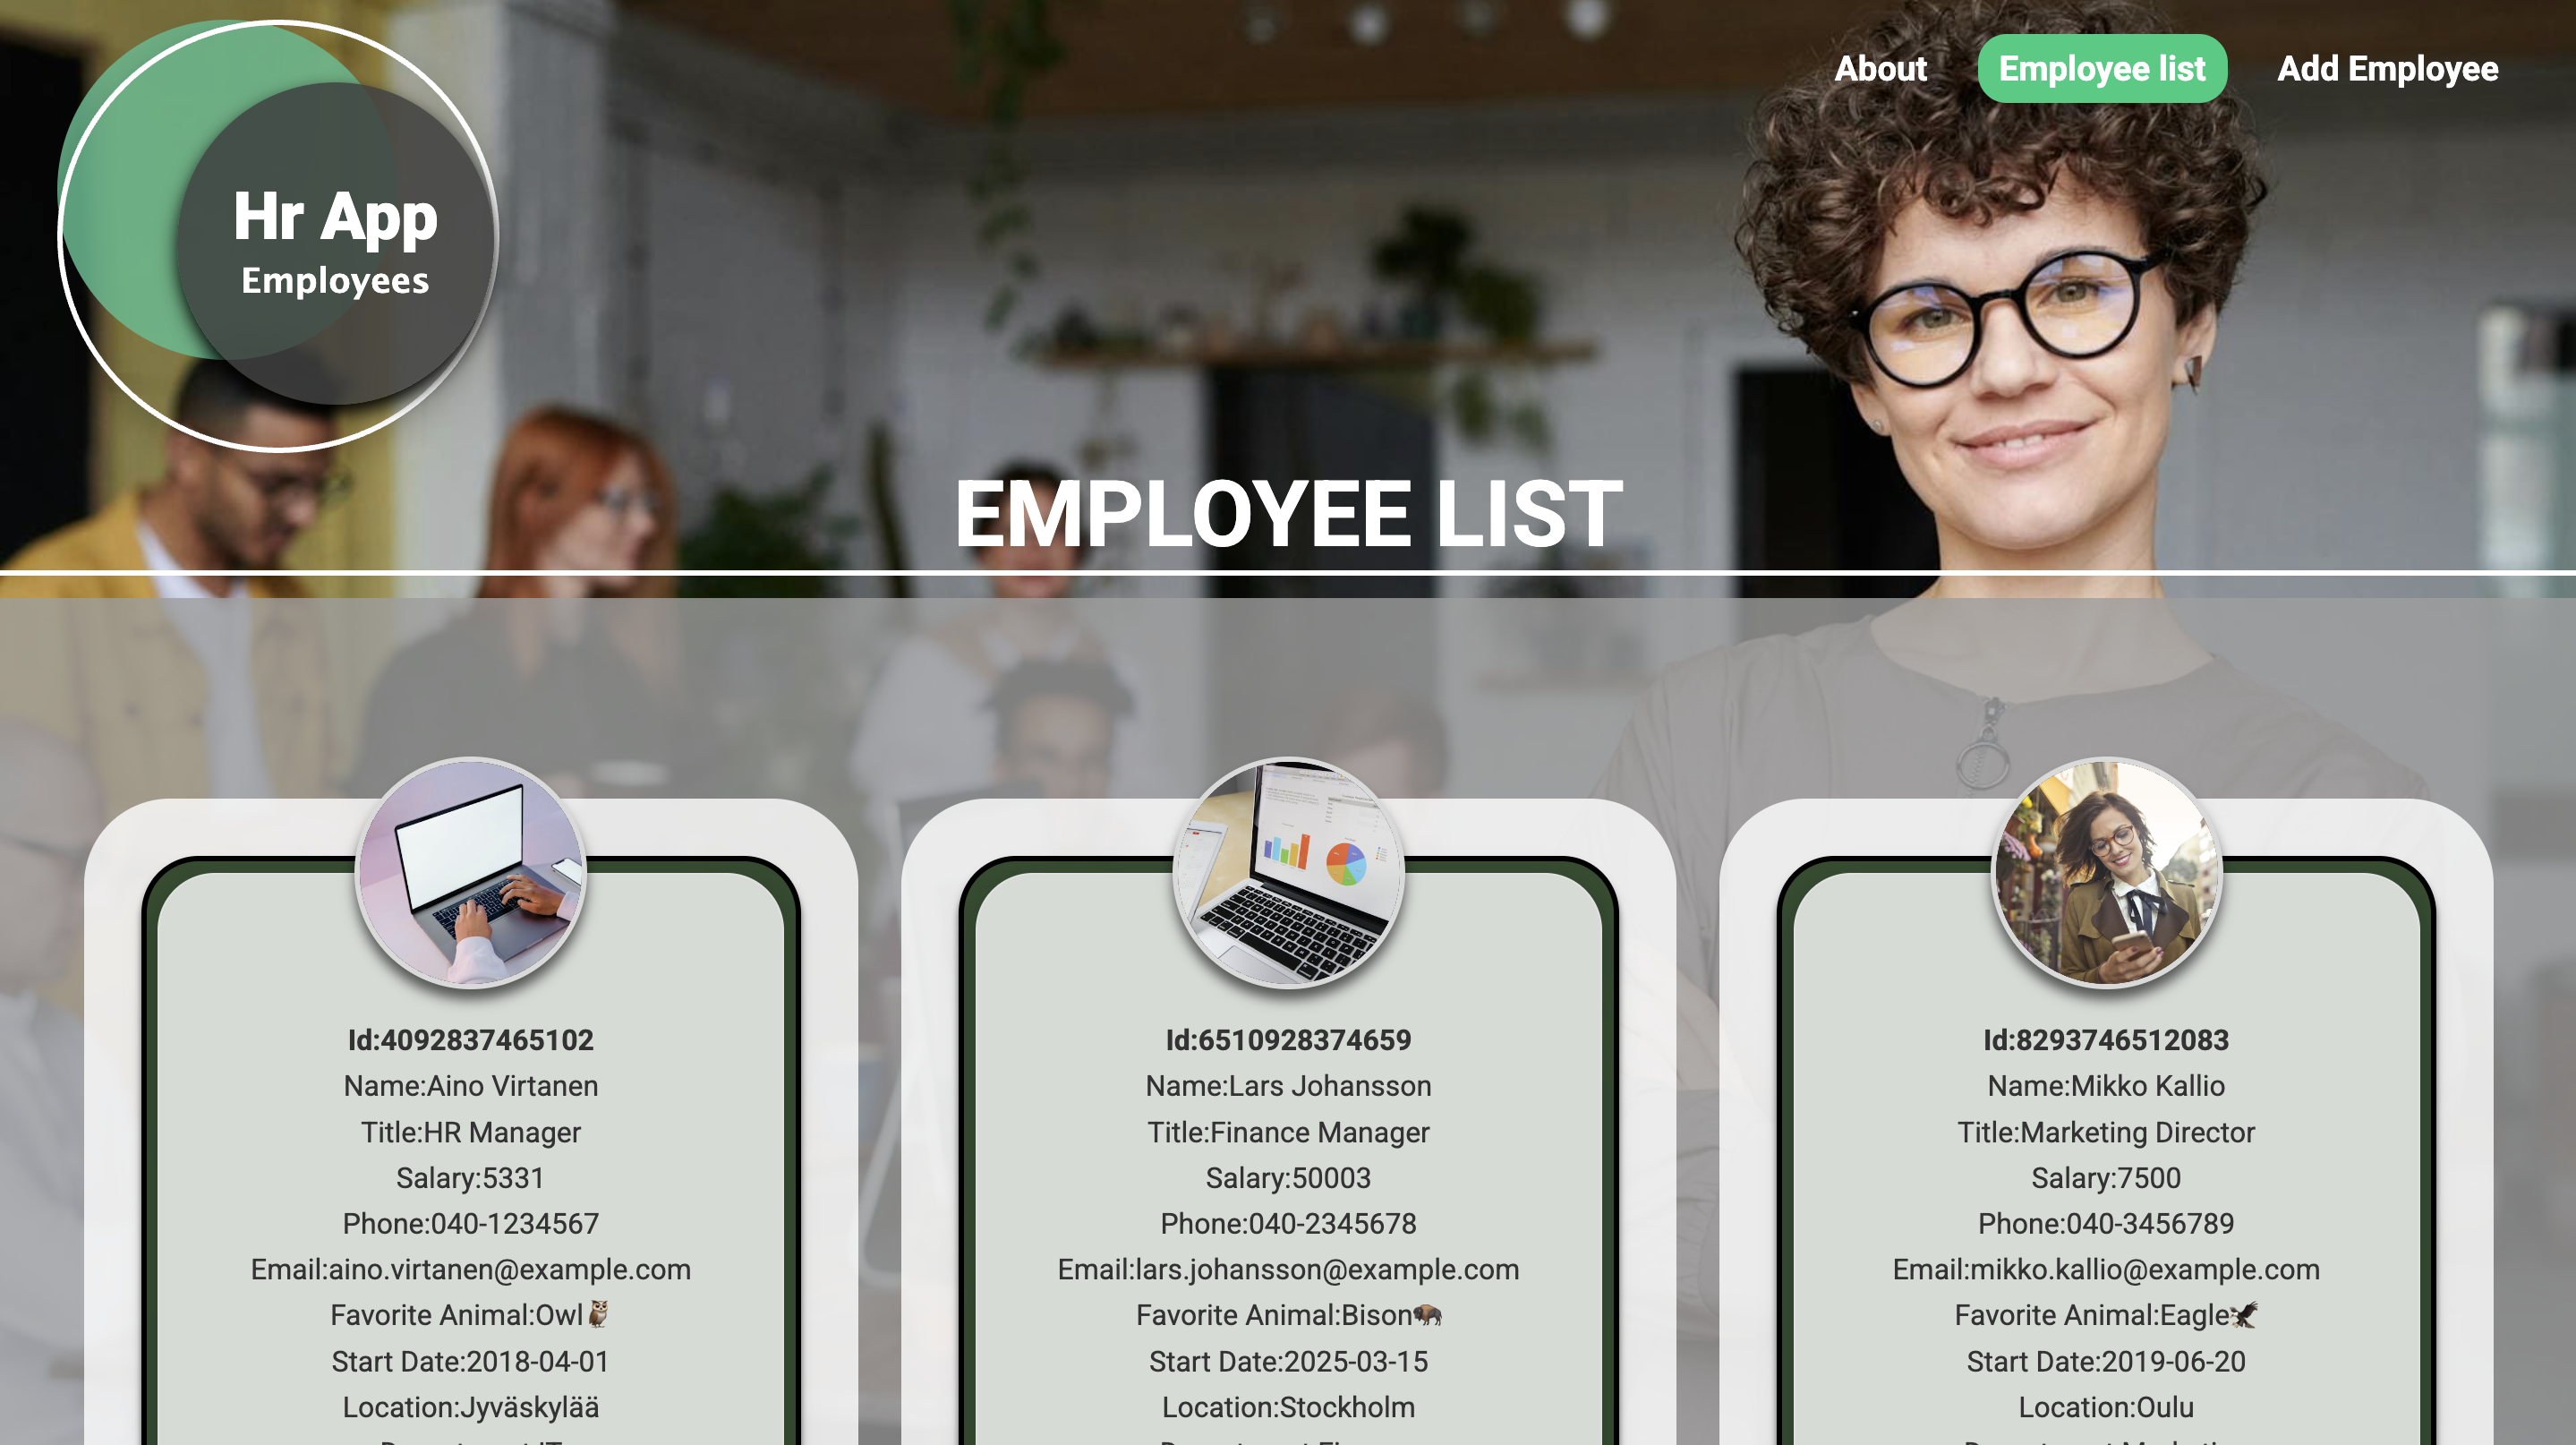 About
Employee list
Add Employee
Hr App
Employees
EMPLOYEE LIST
Id:4092837465102
Name:Aino Virtanen
Title:HR Manager
Salary:5331
Phone:040-1234567
Email:aino.virtanen@example.com
Favorite Animal:Owl🦉
Start Date:2018-04-01
Location:Jyväskylää
Id:6510928374659
Name:Lars Johansson
Title:Finance Manager
Salary:50003
Phone:040-2345678
Email:lars.johansson@example.com
Favorite Animal:Bison🦬
Start Date:2025-03-15
Location:Stockholm
Id:8293746512083
Name:Mikko Kallio
Title:Marketing Director
Salary:7500
Phone:040-3456789
Email:mikko.kallio@example.com
Favorite Animal:Eagle🦅
Start Date:2019-06-20
Location:Oulu